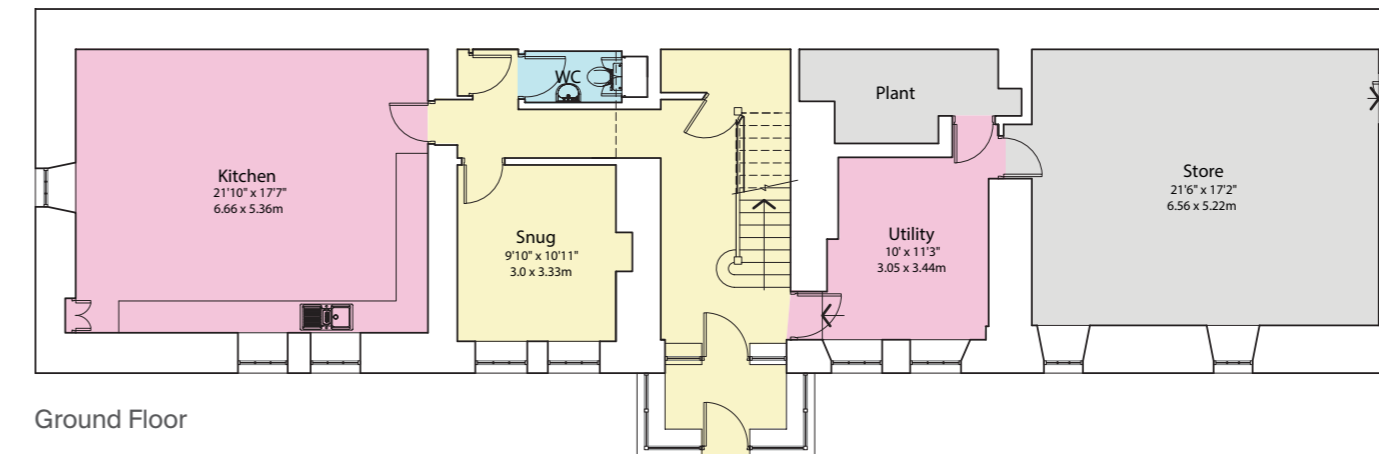 WC
Plant
Kitchen
21'10" x 17'7"
6.66 x 5.36m
Snug
9'10" x 10'11"
3.0 x 3.33m
Utility
10' x 11'3"
3.05 x 3.44m
Store
21'6" x 17'2"
6.56 x 5.22m
Ground Floor